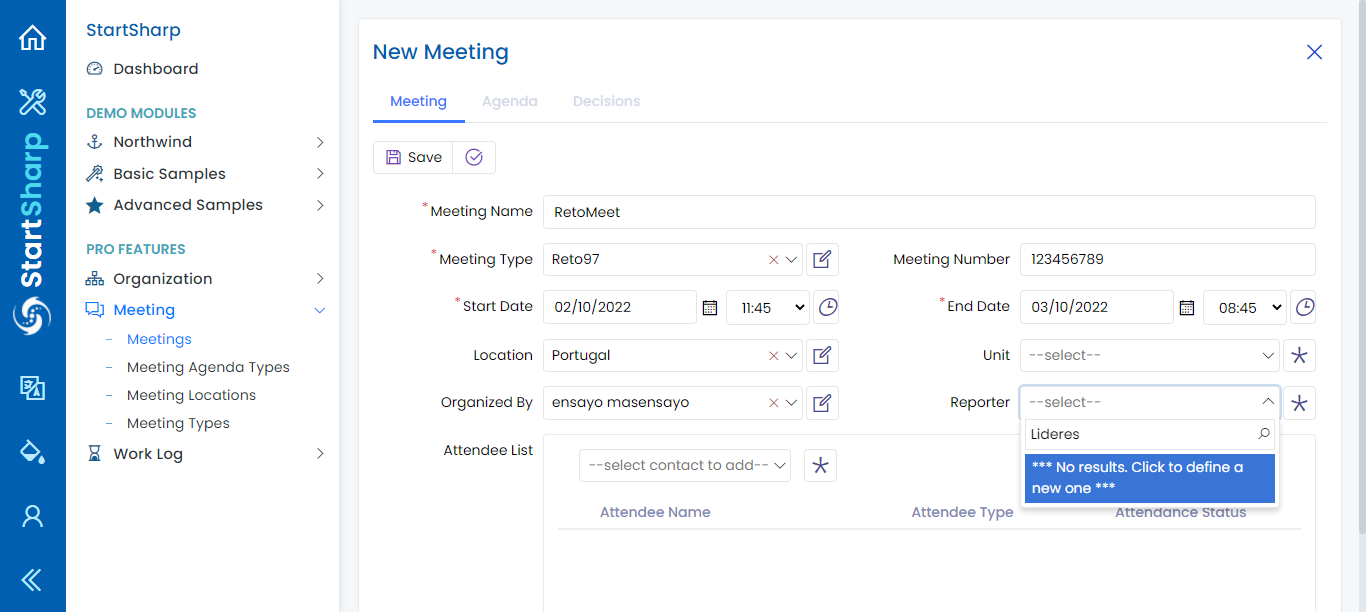 StartSharp
StartSharp
Dashboard
DEMO MODULES
Northwind
Basic Samples
Advanced Samples
PRO FEATURES
Organization
Meeting
Meetings
Meeting Agenda Types
Meeting Locations
Meeting Types
Work Log
New Meeting
Meeting Agenda Decisions
Save
*Meeting Name RetoMeet
*Meeting Type Reto97 Meeting Number 123456789
*Start Date 02/10/2022 11:45 *End Date 03/10/2022 08:45
Location Portugal Unit --select--
Organized By ensayo masensayo Reporter --select--
Lideres
*** No results. Click to define a
new one ***
Attendee List --select contact to add--
Attendee Name Attendee Type Attendance Status